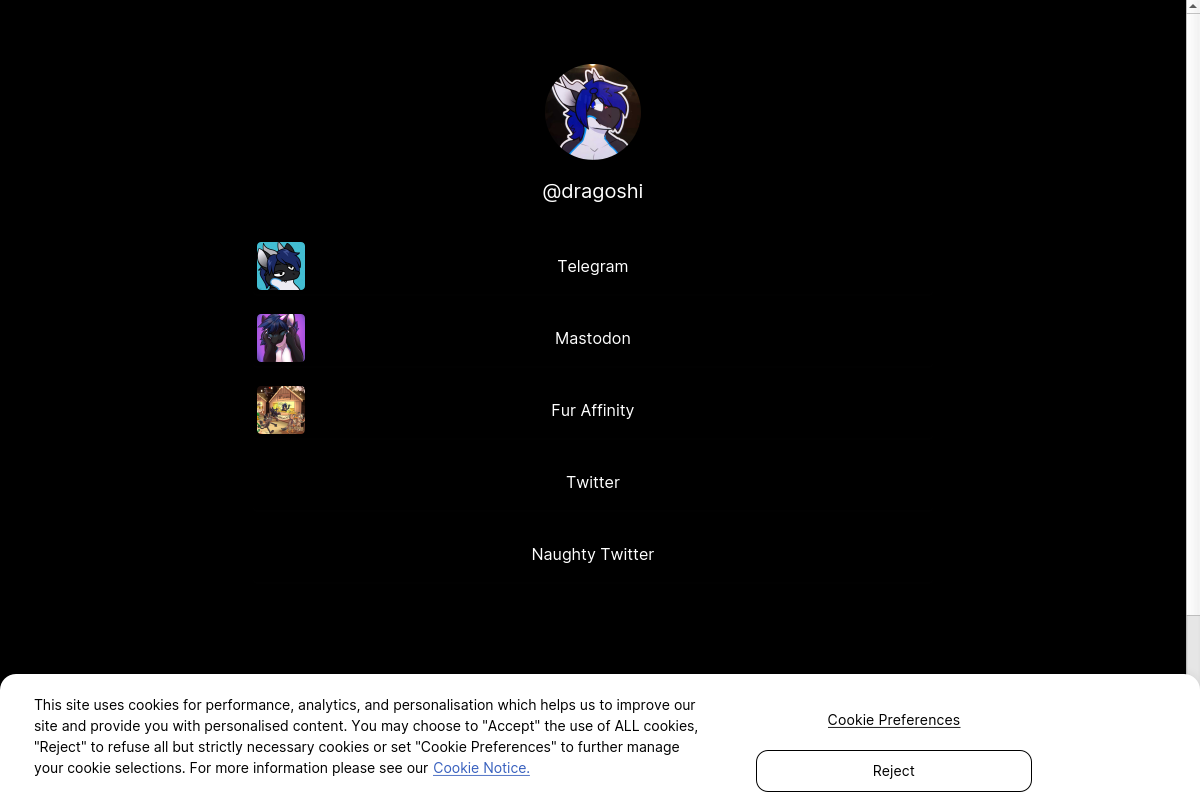 @dragoshi
Telegram
Mastodon
Fur Affinity
Twitter
Naughty Twitter
This site uses cookies for performance, analytics, and personalisation which helps us to improve our
site and provide you with personalised content. You may choose to "Accept" the use of ALL cookies,
"Reject" to refuse all but strictly necessary cookies or set "Cookie Preferences" to further manage
your cookie selections. For more information please see our Cookie Notice.
Cookie Preferences
Reject